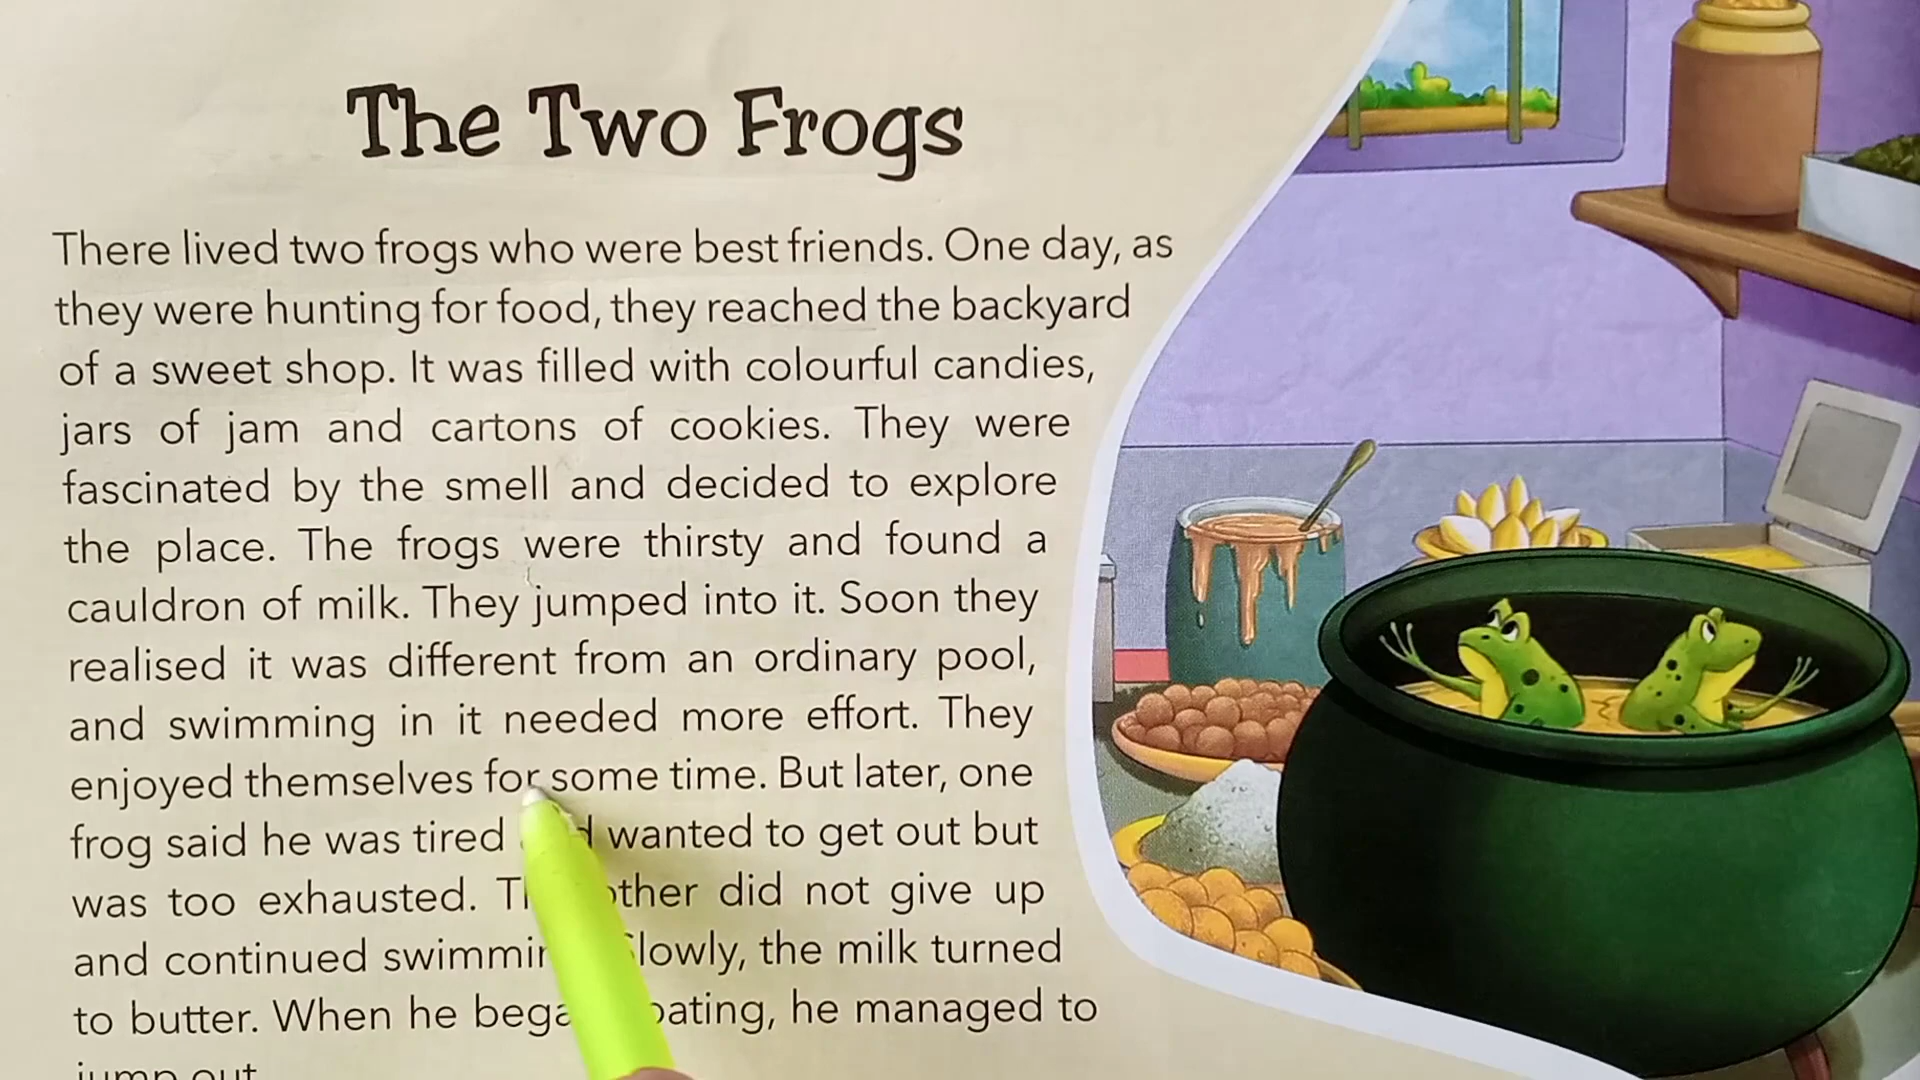 The Two Frogs
There lived two frogs who were best friends. One day, as
they were hunting for food, they reached the backyard
of a sweet shop. It was filled with colourful candies,
jars of jam and cartons of cookies. They were
fascinated by the smell and decided to explore
the place. The frogs were thirsty and found a
cauldron of milk. They jumped into it. Soon they
realised it was different from an ordinary pool,
and swimming in it needed more effort. They
enjoyed themselves for some time. But later, one
frog said he was tired wanted to get out but
was too exhausted. other did not give up
and continued the milk turned
to butter. When he he managed to
jump out